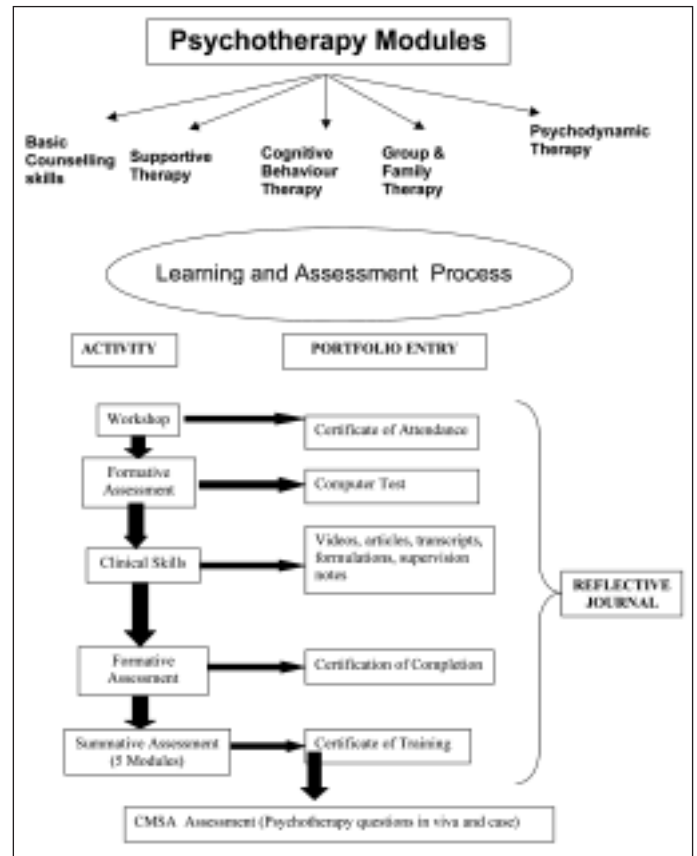 Psychotherapy Modules
Basic
Counselling
skills
Supportive
Therapy
Cognitive
Behaviour
Therapy
Group &
Family
Therapy
Psychodynamic
Therapy
Learning and Assessment Process
ACTIVITY
PORTFOLIO ENTRY
Workshop
Certificate of Attendance
Formative
Assessment
Computer Test
Clinical Skills
Videos, articles, transcripts,
formulations, supervision
notes
REFLECTIVE
JOURNAL
Formative
Assessment
Certification of Completion
Summative Assessment
(5 Modules)
Certificate of Training
CMSA Assessment (Psychotherapy questions in viva and case)